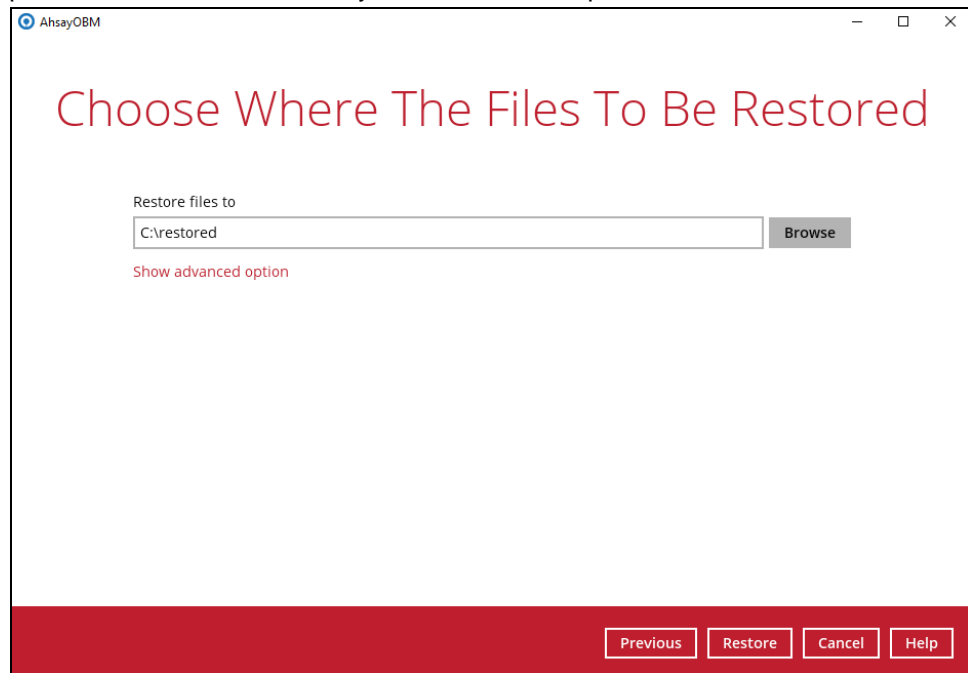 AhsayOBM
Choose Where The Files To Be Restored
Restore files to
C:\restored
Browse
Show advanced option
Previous
Restore
Cancel
Help